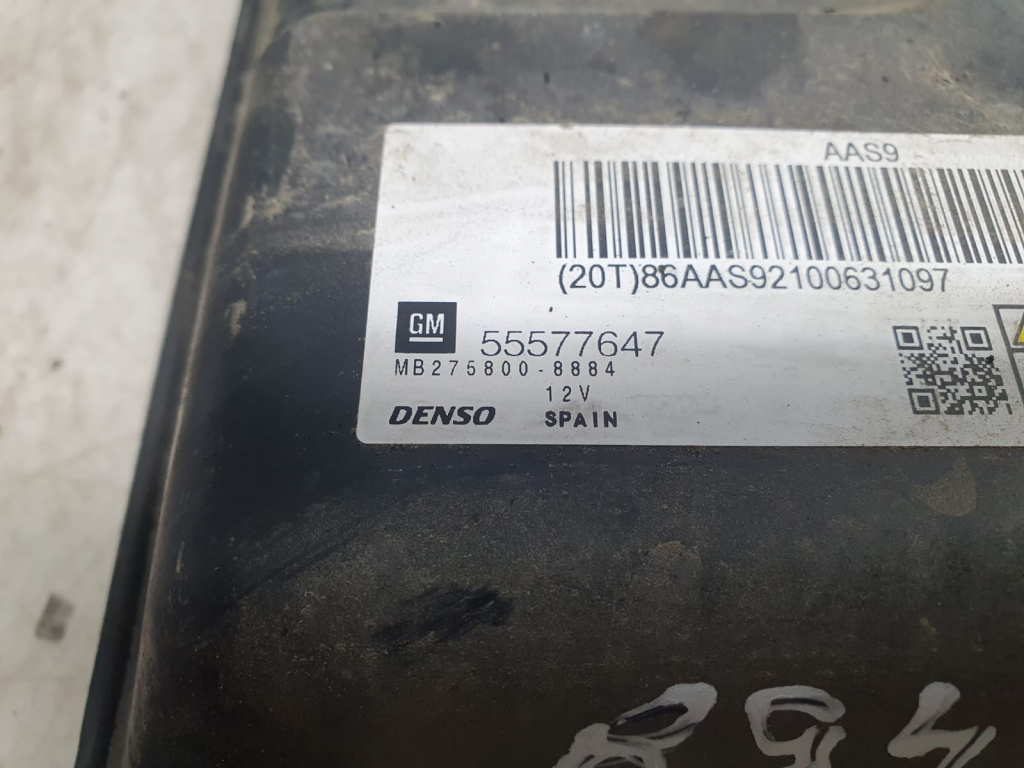 AAS9
(20T)86AAS92100631097
GM 55577647
MB275800-8884
12V
DENSO SPAIN